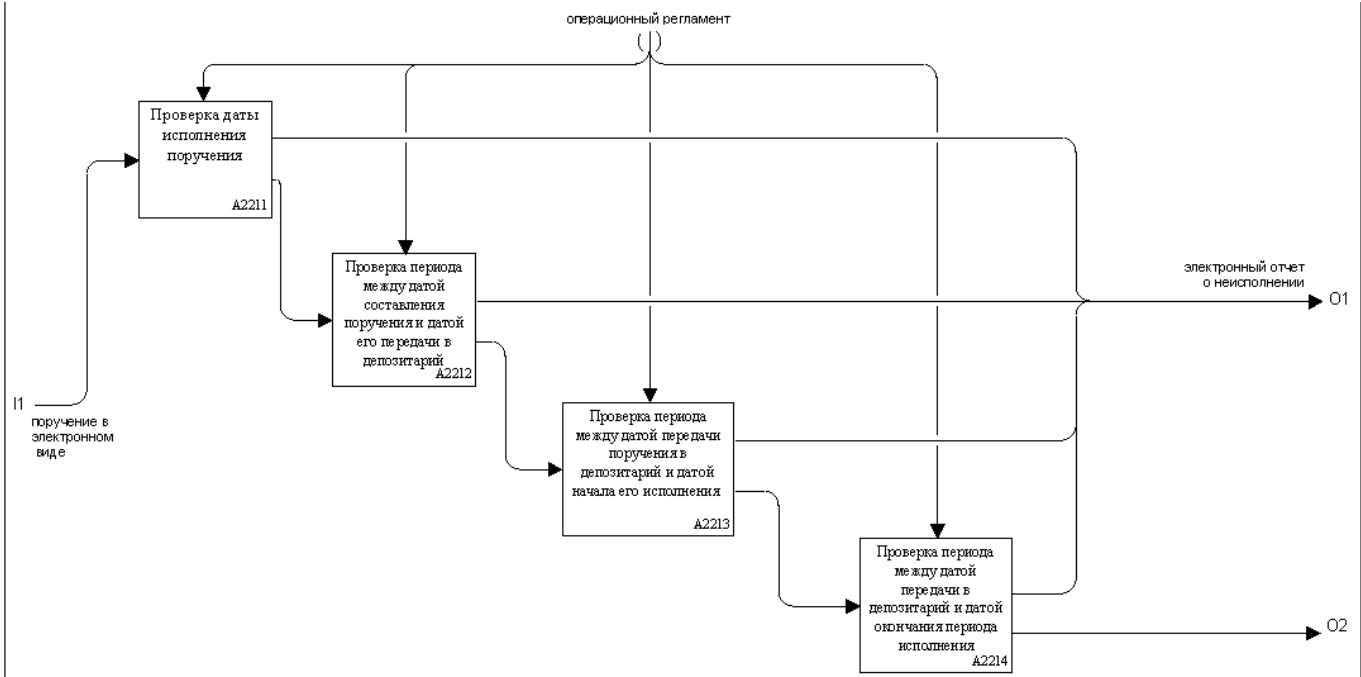 операционный регламент
Проверка даты
исполнения
поручения
A2211
Проверка периода
между датой
составления
поручения и датой
его передачи в
депозитарий
A2212
электронный отчет
о неисполнении
O1
I1
поручение в
электронном
виде
Проверка периода
между датой передачи
поручения в
депозитарий и датой
начала его исполнения
A2213
Проверка периода
между датой
передачи в
депозитарий и датой
окончания периода
исполнения
A2214
O2